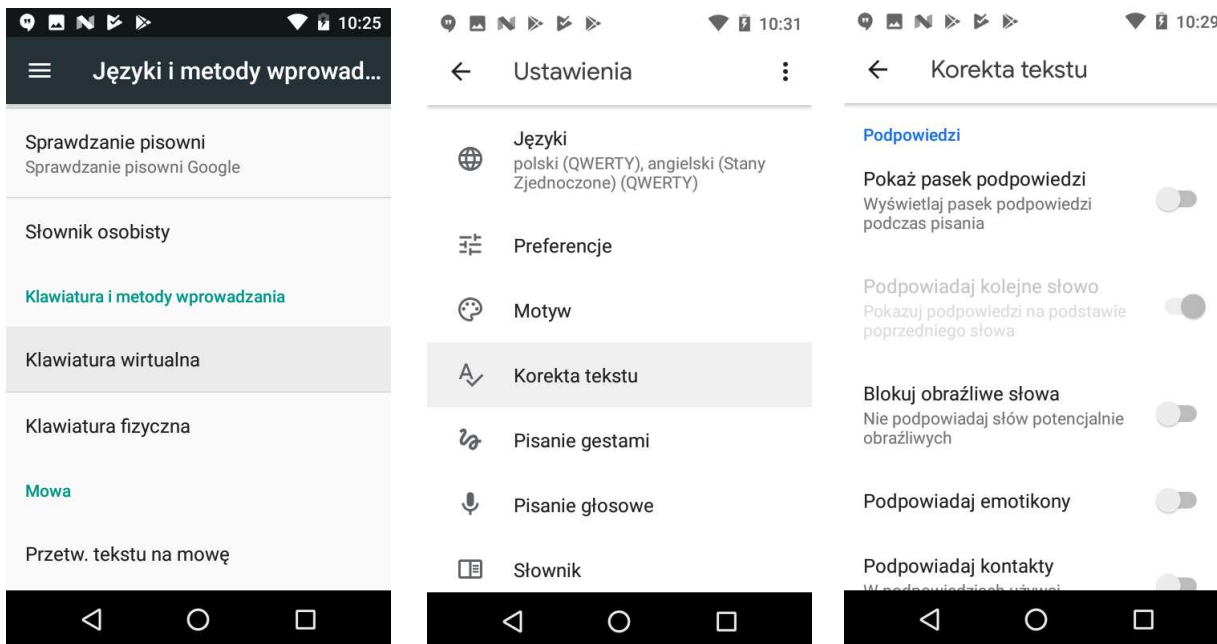 10:25
Języki i metody wprowad...
Sprawdzanie pisowni
Sprawdzanie pisowni Google
Słownik osobisty
Klawiatura i metody wprowadzania
Klawiatura wirtualna
Klawiatura fizyczna
Mowa
Przetw. tekstu na mowę
10:31
Ustawienia
Języki
polski (QWERTY), angielski (Stany
Zjednoczone) (QWERTY)
Preferencje
Motyw
Korekta tekstu
Pisanie gestami
Pisanie głosowe
Słownik
10:29
Korekta tekstu
Podpowiedzi
Pokaż pasek podpowiedzi
Wyświetlaj pasek podpowiedzi
podczas pisania
Podpowiadaj kolejne słowo
Pokazuj podpowiedzi na podstawie
poprzedniego słowa
Blokuj obraźliwe słowa
Nie podpowiadaj słów potencjalnie
obraźliwych
Podpowiadaj emotikony
Podpowiadaj kontakty
W podpowiedziach używaj